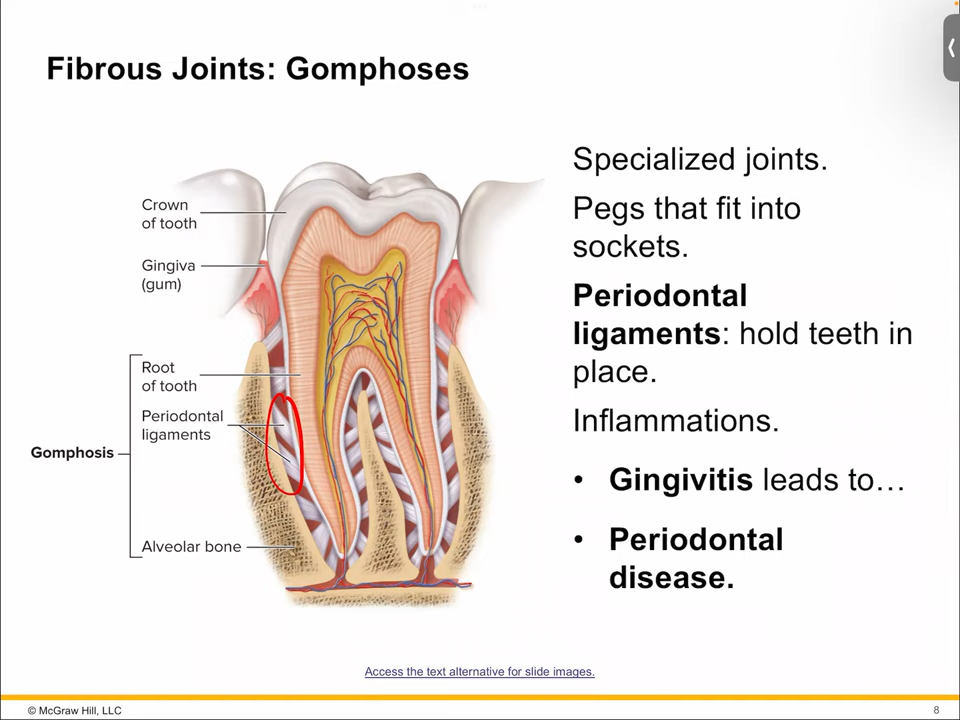 Fibrous Joints: Gomphoses
Crown
of tooth
Gingiva
(gum)
Root
of tooth
Periodontal
ligaments
Gomphosis
Alveolar bone
Specialized joints.
Pegs that fit into
sockets.
Periodontal
ligaments: hold teeth in
place.
Inflammations.
• Gingivitis leads to…
• Periodontal
disease.
Access the text alternative for slide images.
© McGraw Hill, LLC
8